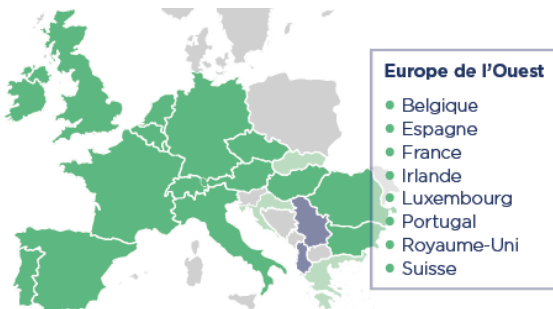 Europe de l'Ouest
Belgique
Espagne
France
Irlande
Luxembourg
Portugal
Royaume-Uni
Suisse